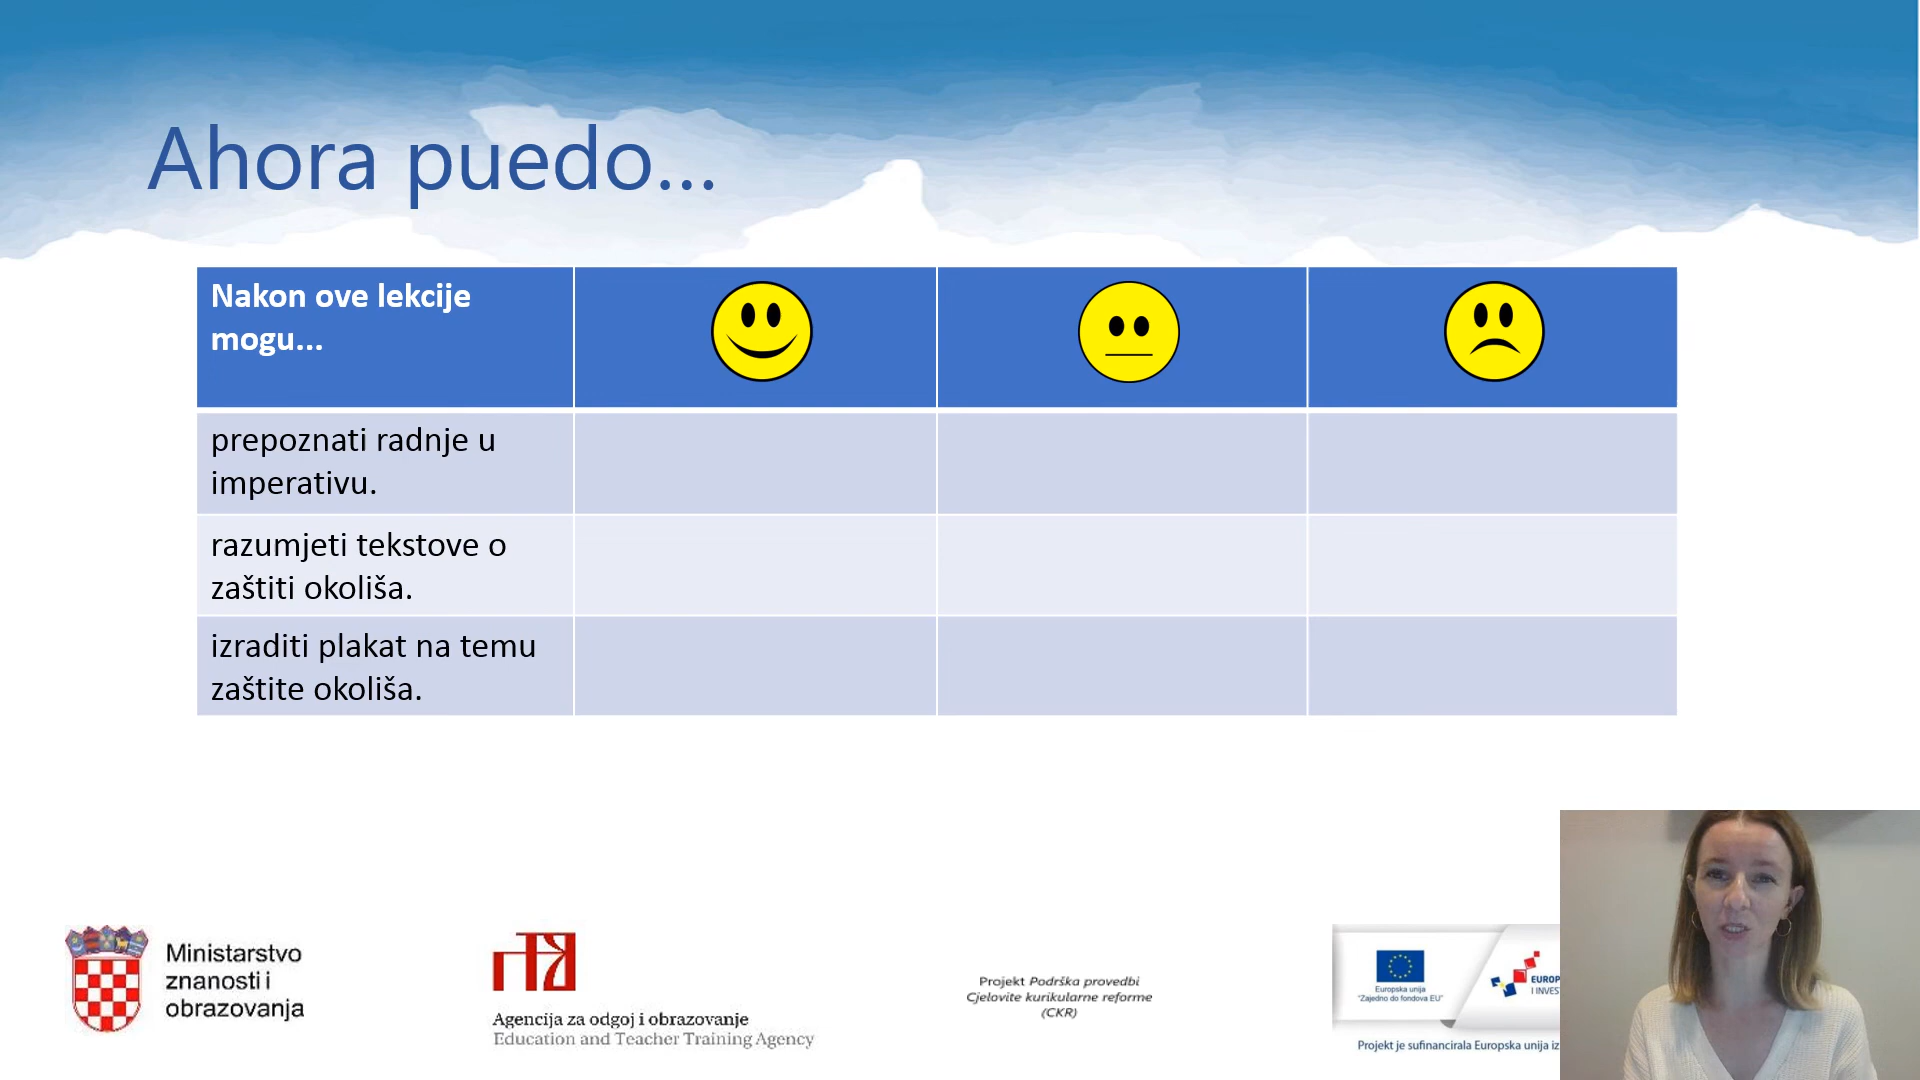 Ahora puedo...
Nakon ove lekcije
mogu...
prepoznati radnje u
imperativu.
razumjeti tekstove o
zaštiti okoliša.
izraditi plakat na temu
zaštite okoliša.
Ministarstvo
znanosti i
obrazovanja
Agencija za odgoj i obrazovanje
Education and Teacher Training Agency
Projekt Podrška provedbi
Cjelovite kurikularne reforme
(CKR)
Europska unija
"Zajedno do fondova EU"
EUROP
I INVES
Projekt je sufinancirala Europska unija iz